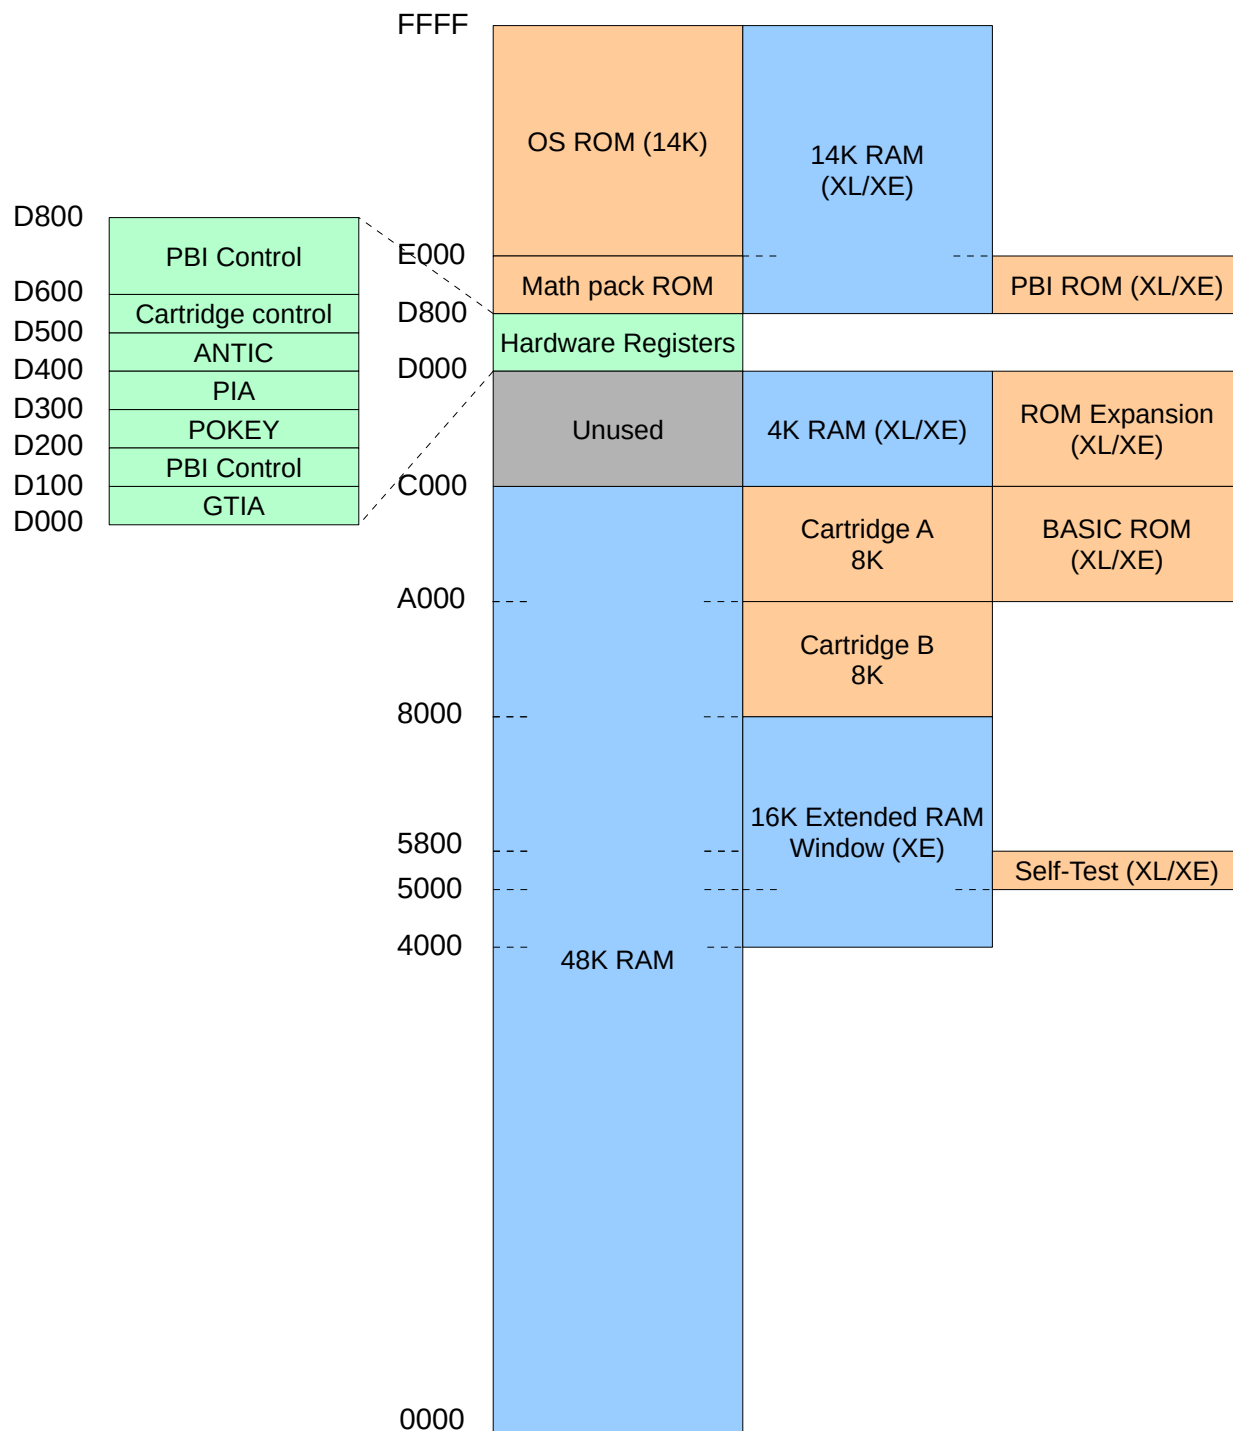 FFFF
OS ROM (14K)
14K RAM
(XL/XE)
D800
PBI Control
E000
Math pack ROM
PBI ROM (XL/XE)
D600
Cartridge control
D800
D500
Hardware Registers
ANTIC
D400
D000
PIA
D300
POKEY
Unused
4K RAM (XL/XE)
ROM Expansion
(XL/XE)
D200
PBI Control
D100
C000
GTIA
D000
Cartridge A
8K
BASIC ROM
(XL/XE)
A000
Cartridge B
8K
8000
16K Extended RAM
Window (XE)
5800
Self-Test (XL/XE)
5000
4000
48K RAM
0000